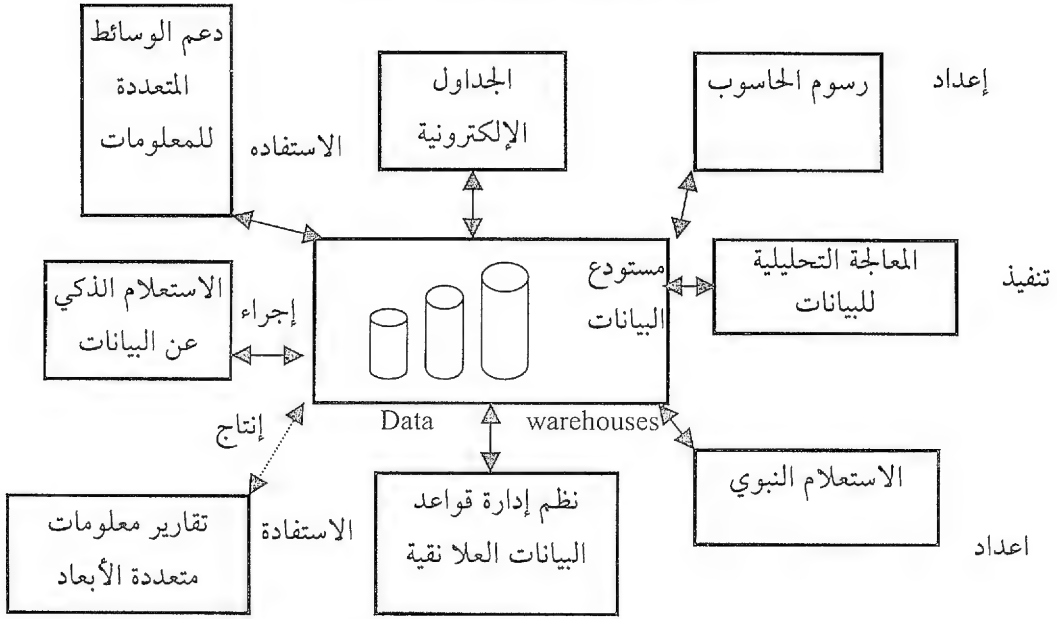 دعم الوسائط
المتعددة
للمعلومات
الاستفاده
الجداول
الإلكترونية
رسوم الحاسوب
إعداد
الاستعلام الذكي
عن البيانات
إجراء
مستودع
البيانات
المعالجة التحليلية
للبيانات
تنفيذ
Data warehouses
إنتاج
تقارير معلومات
متعددة الأبعاد
الاستفادة
نظم إدارة قواعد
البيانات العلا نقية
الاستعلام النبوي
اعداد